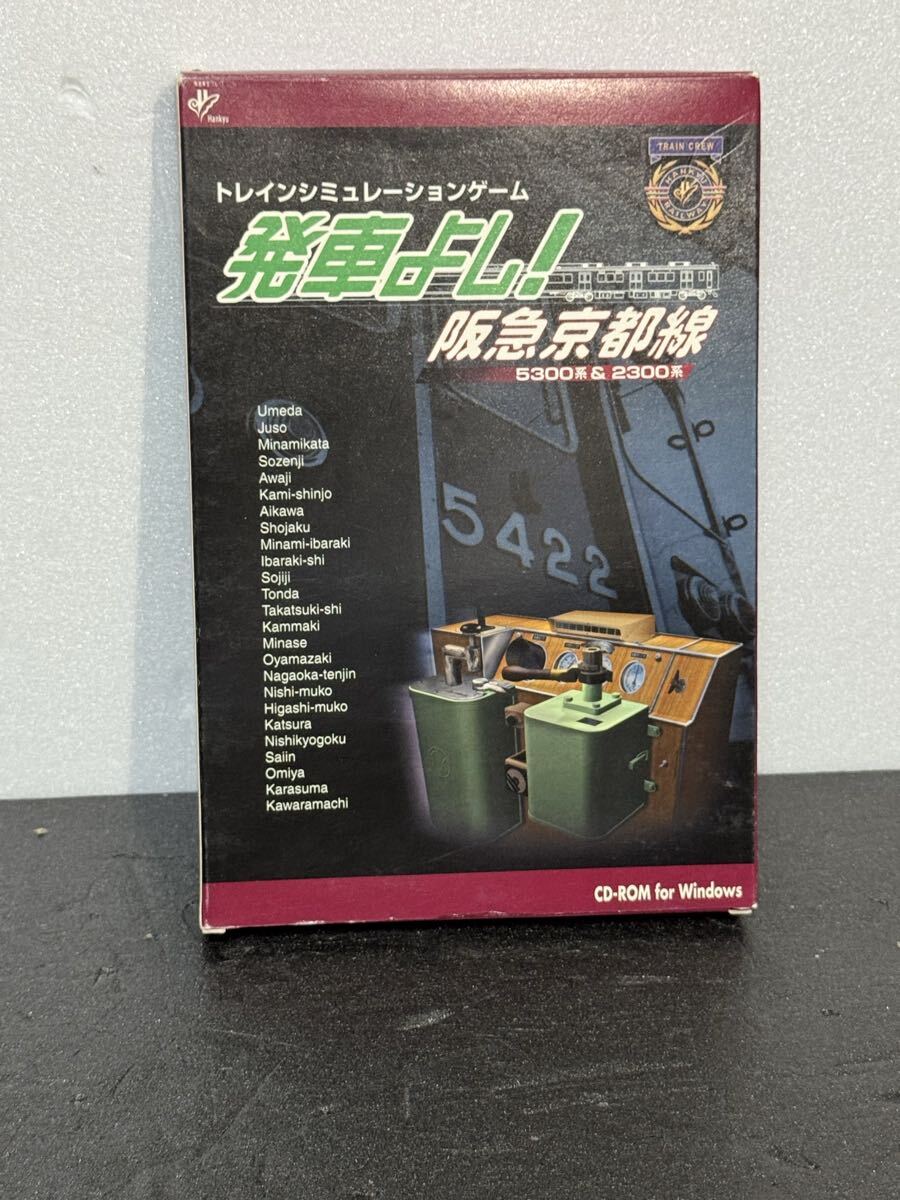 Hankyu
TRAIN CREW
HANKYU
RAILWAY
トレインシミュレーションゲーム
発車よし!
阪急京都線
5300系 & 2300系
Umeda
Juso
Minamikata
Sozenji
Awaji
Kami-shinjo
Aikawa
Shojaku
Minami-ibaraki
Ibaraki-shi
Sojiji
Tonda
Takatsuki-shi
Kammaki
Minase
Oyamazaki
Nagaoka-tenjin
Nishi-muko
Higashi-muko
Katsura
Nishikyogoku
Saiin
Omiya
Karasuma
Kawaramachi
5422
CD-ROM for Windows